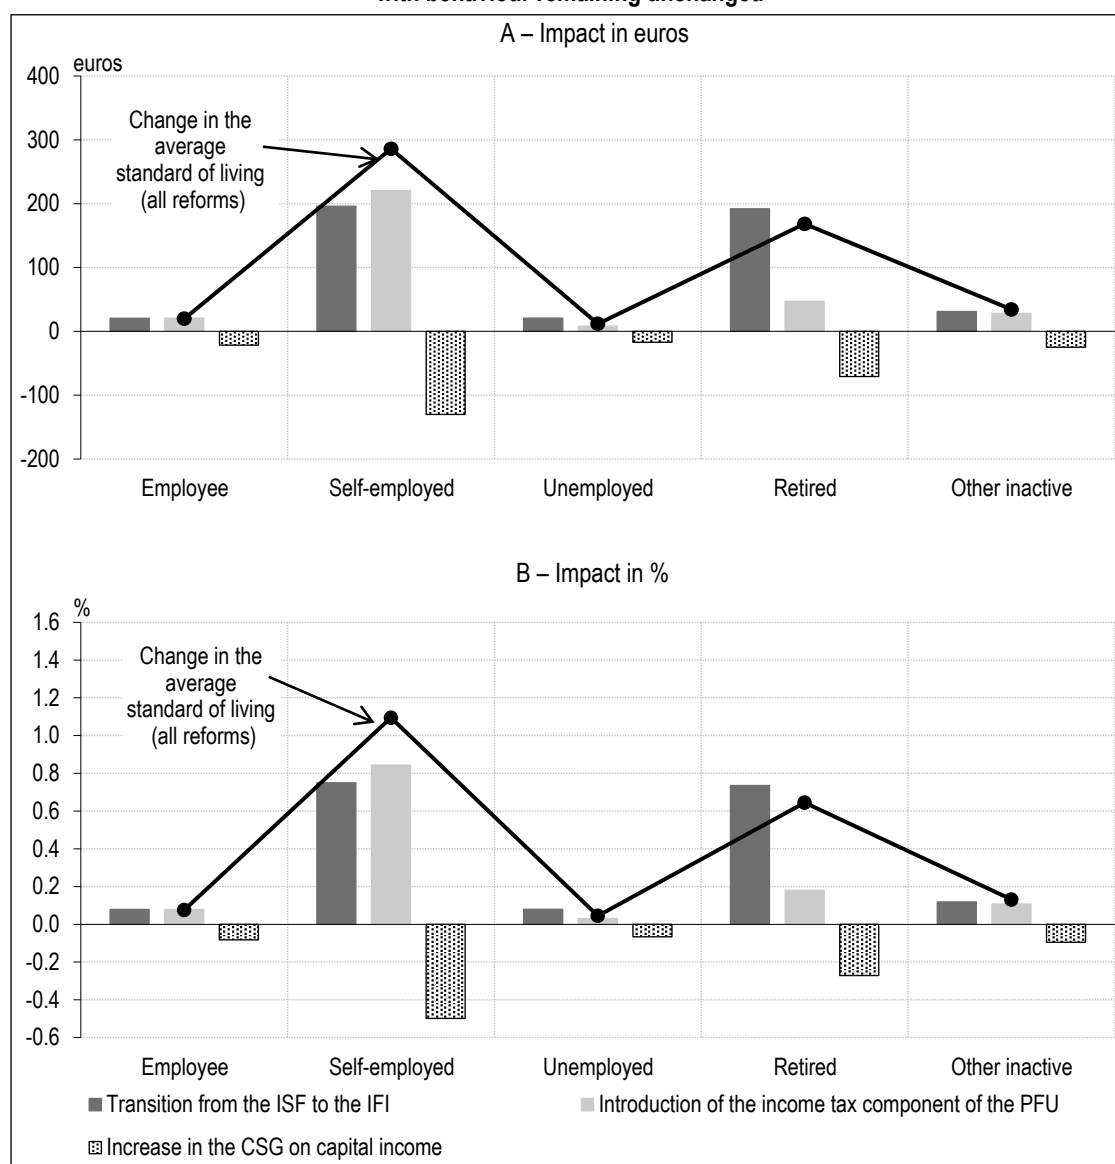 with behaviour remaining unchanged
A – Impact in euros
euros
400
300
200
100
0
-100
-200
Change in the
average
standard of living
(all reforms)
Employee
Self-employed
Unemployed
Retired
Other inactive
B – Impact in %
%
1.6
1.4
1.2
1.0
0.8
0.6
0.4
0.2
0.0
-0.2
-0.4
-0.6
Change in the
average
standard of living
(all reforms)
Employee
Self-employed
Unemployed
Retired
Other inactive
Transition from the ISF to the IFI
Introduction of the income tax component of the PFU
Increase in the CSG on capital income